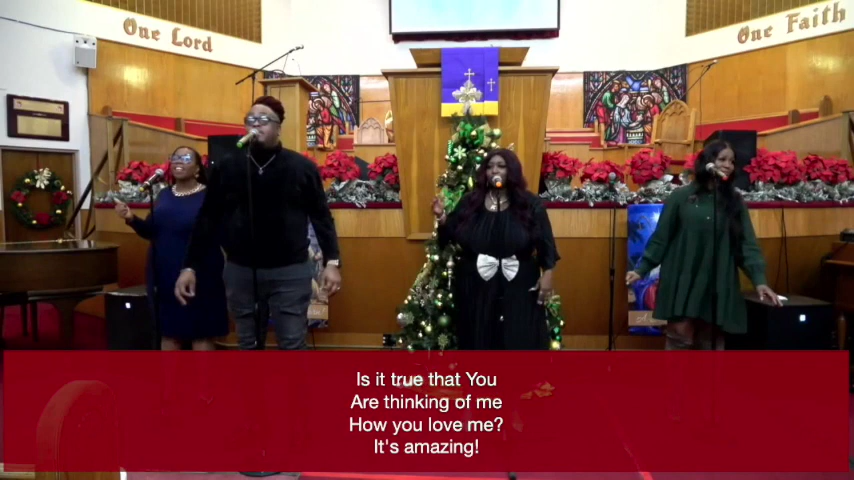 One Lord
One Faith
Is it true that You
Are thinking of me
How you love me?
It's amazing!